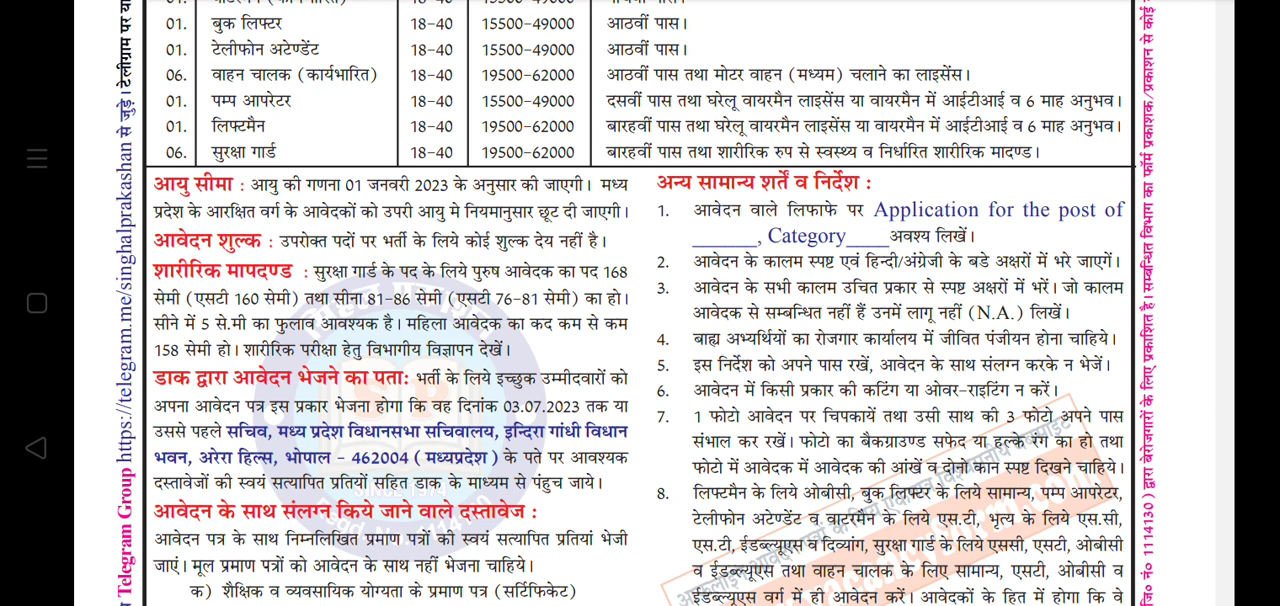 01. बुक लिफ्टर 18-40 15500-49000 आठवीं पास।
01. टेलीफोन अटेण्डेंट 18-40 15500-49000 आठवीं पास।
06. वाहन चालक (कार्यभारित) 18-40 19500-62000 आठवीं पास तथा मोटर वाहन (मध्यम) चलाने का लाइसेंस।
01. पम्प आपरेटर 18-40 15500-49000 दसवीं पास तथा घरेलू वायरमैन लाइसेंस या वायरमैन में आईटीआई व 6 माह अनुभव।
01. लिफ्टमैन 18-40 19500-62000 बारहवीं पास तथा घरेलू वायरमैन लाइसेंस या वायरमैन में आईटीआई व 6 माह अनुभव।
06. सुरक्षा गार्ड 18-40 19500-62000 बारहवीं पास तथा शारीरिक रुप से स्वस्थ्य व निर्धारित शारीरिक मादण्ड।
आयु सीमा : आयु की गणना 01 जनवरी 2023 के अनुसार की जाएगी। मध्य
प्रदेश के आरक्षित वर्ग के आवेदकों को उपरी आयु मे नियमानुसार छूट दी जाएगी।
आवेदन शुल्क : उपरोक्त पदों पर भर्ती के लिये कोई शुल्क देय नहीं है।
शारीरिक मापदण्ड : सुरक्षा गार्ड के पद के लिये पुरुष आवेदक का पद 168
सेमी (एसटी 160 सेमी) तथा सीना 81-86 सेमी (एसटी 76-81 सेमी) का हो।
सीने में 5 से.मी का फुलाव आवश्यक है। महिला आवेदक का कद कम से कम
158 सेमी हो। शारीरिक परीक्षा हेतु विभागीय विज्ञापन देखें।
डाक द्वारा आवेदन भेजने का पता: भर्ती के लिये इच्छुक उम्मीदवारों को
अपना आवेदन पत्र इस प्रकार भेजना होगा कि वह दिनांक 03.07.2023 तक या
उससे पहले सचिव, मध्य प्रदेश विधानसभा सचिवालय, इन्दिरा गांधी विधान
भवन, अरेरा हिल्स, भोपाल - 462004 (मध्यप्रदेश) के पते पर आवश्यक
दस्तावेजों की स्वयं सत्यापित प्रतियों सहित डाक के माध्यम से पंहुच जाये।
आवेदन के साथ संलग्न किये जाने वाले दस्तावेज :
आवेदन पत्र के साथ निम्नलिखित प्रमाण पत्रों की स्वयं सत्यापित प्रतियां भेजी
जाएं। मूल प्रमाण पत्रों को आवेदन के साथ नहीं भेजना चाहिये।
क) शैक्षिक व व्यवसायिक योग्यता के प्रमाण पत्र (सर्टिफिकेट)
अन्य सामान्य शर्तें व निर्देश :
1. आवेदन वाले लिफाफे पर Application for the post of
______, Category____अवश्य लिखें।
2. आवेदन के कालम स्पष्ट एवं हिन्दी/अंग्रेजी के बडे अक्षरों में भरे जाएगें।
3. आवेदन के सभी कालम उचित प्रकार से स्पष्ट अक्षरों में भरें। जो कालम
आवेदक से सम्बन्धित नहीं हैं उनमें लागू नहीं (N.A.) लिखें।
4. बाह्य अभ्यर्थियों का रोजगार कार्यालय में जीवित पंजीयन होना चाहिये।
5. इस निर्देश को अपने पास रखें, आवेदन के साथ संलग्न करके न भेजें।
6. आवेदन में किसी प्रकार की कटिंग या ओवर-राइटिंग न करें।
7. 1 फोटो आवेदन पर चिपकायें तथा उसी साथ की 3 फोटो अपने पास
संभाल कर रखें। फोटो का बैकग्राउण्ड सफेद या हल्के रंग का हो तथा
फोटो में आवेदक में आवेदक की आंखें व दोनो कान स्पष्ट दिखने चाहिये।
8. लिफ्टमैन के लिये ओबीसी, बुक लिफ्टर के लिये सामान्य, पम्प आपरेटर,
टेलीफोन अटेण्डेंट व वाटरमैन के लिये एस.टी, भृत्य के लिये एस.सी,
एस.टी, ईडब्ल्यूएस व दिव्यांग, सुरक्षा गार्ड के लिये एससी, एसटी, ओबीसी
व ईडब्ल्यूएस तथा वाहन चालक के लिए सामान्य, एसटी, ओबीसी व
ईडब्ल्यूएस वर्ग में ही आवेदन करें। आवेदकों के हित में होगा कि वे
Telegram Group https://telegram.me/singhalprakashan से जुड़े। टेलीग्राम पर
जि० नं० 1114130) द्वारा बेरोजगारों के लिए प्रकाशित है। सम्बन्धित विभाग का फॉर्म प्रकाशक/प्रकाशन से कोई